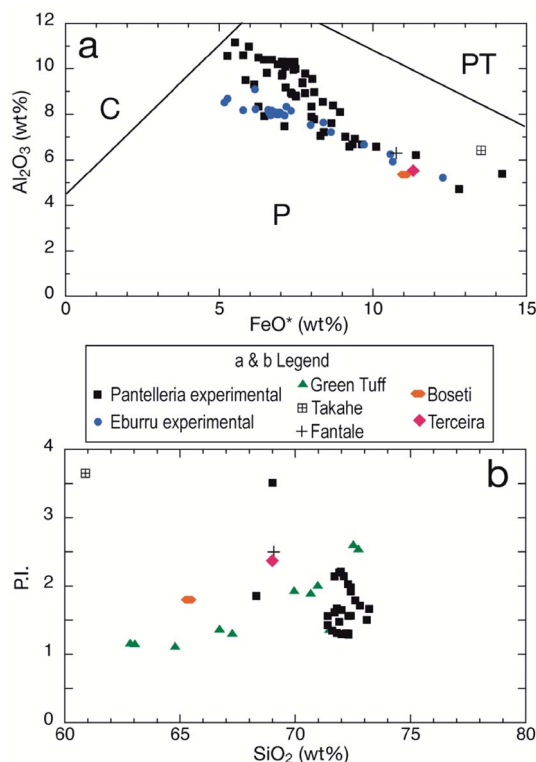 a
12
10
8
6
4
2
0
Al₂O₃ (wt%)
C
PT
P
0 5 10 15
FeO* (wt%)
a & b Legend
Pantelleria experimental
Eburru experimental
Green Tuff
Takahe
Fantale
Boseti
Terceira
b
4
3
2
1
0
P.I.
60 65 70 75 80
SiO₂ (wt%)